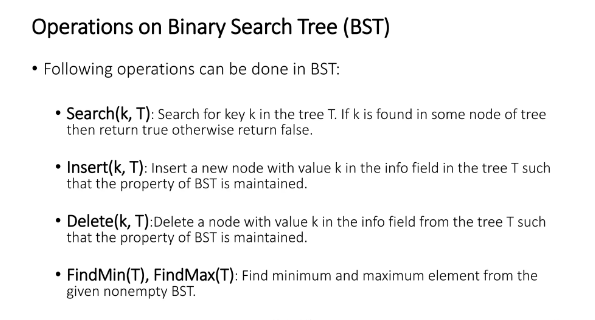 Operations on Binary Search Tree (BST)
• Following operations can be done in BST:
• Search(k, T): Search for key k in the tree T. If k is found in some node of tree
then return true otherwise return false.
• Insert(k, T): Insert a new node with value k in the info field in the tree T such
that the property of BST is maintained.
• Delete(k, T):Delete a node with value k in the info field from the tree T such
that the property of BST is maintained.
• FindMin(T), FindMax(T): Find minimum and maximum element from the
given nonempty BST.